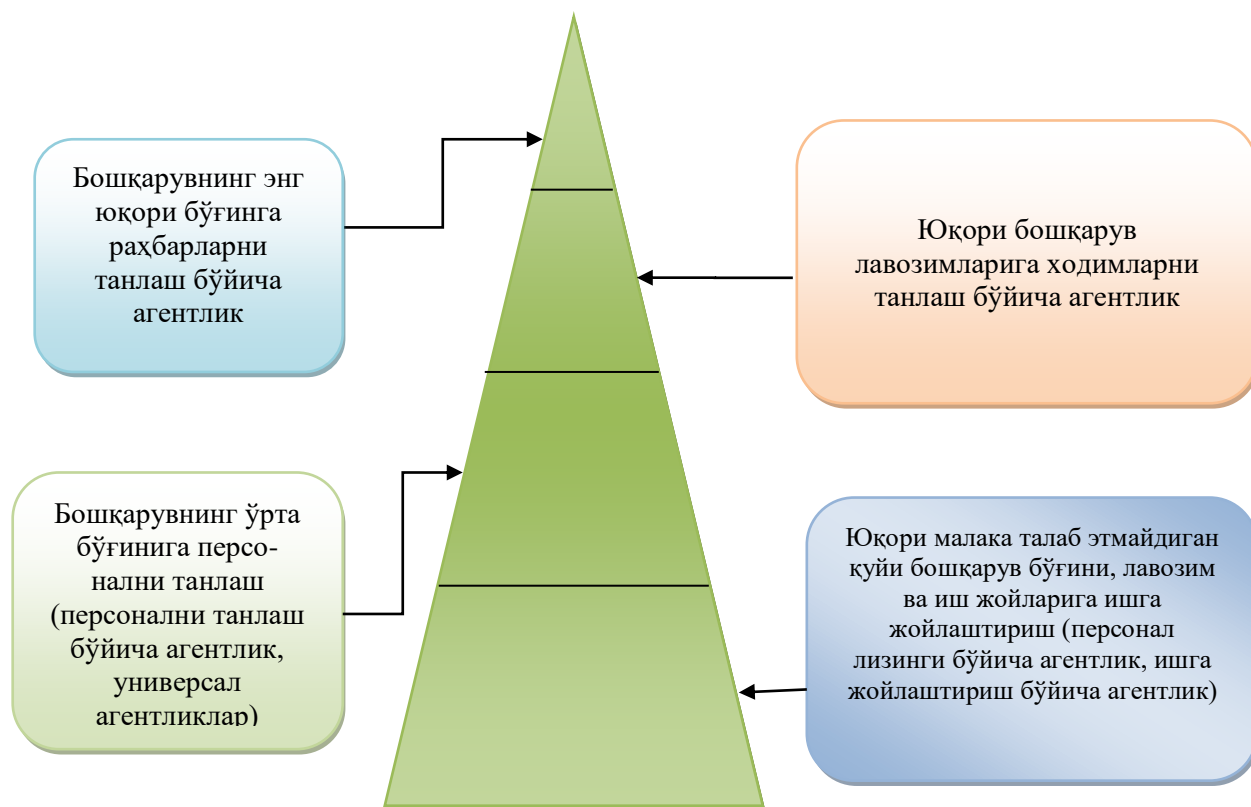 Бошқарувнинг энг
юқори бўғинга
раҳбарларни
танлаш бўйича
агентлик
Юқори бошқарув
лавозимларига ходимларни
танлаш бўйича агентлик
Бошқарувнинг ўрта
бўғинига персо-
нални танлаш
(персонални танлаш
бўйича агентлик,
универсал
агентликлар)
Юқори малака талаб этмайдиган
қуйи бошқарув бўғини, лавозим
ва иш жойларига ишга
жойлаштириш (персонал
лизинги бўйича агентлик, ишга
жойлаштириш бўйича агентлик)